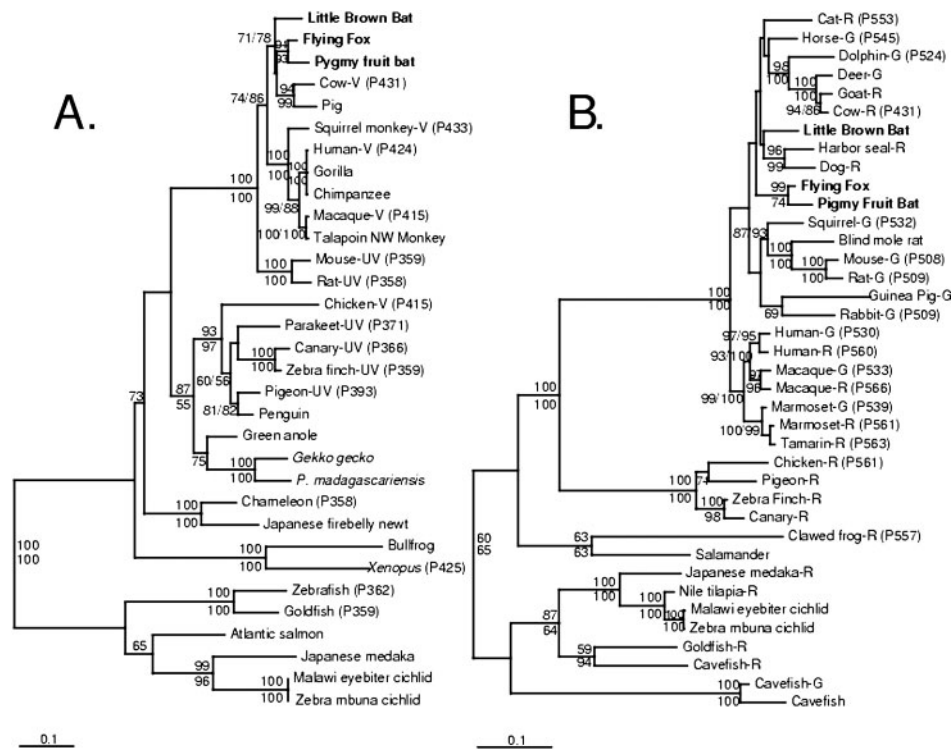 A.
Little Brown Bat
71/78
Flying Fox
93
Pygmy fruit bat
Cow-V (P431)
94
99
Pig
74/86
Squirrel monkey-V (P433)
Human-V (P424)
100
100
100
100
Gorilla
Chimpanzee
99/88
Macaque-V (P415)
100/100
Talapoin NW Monkey
100
100
Mouse-UV (P359)
100
100
Rat-UV (P358)
Chicken-V (P415)
93
97
Parakeet-UV (P371)
Canary-UV (P366)
100
100
Zebra finch-UV (P359)
60/56
Pigeon-UV (P393)
81/82
Penguin
73
87
55
Green anole
75
Gekko gecko
100
100
P. madagascariensis
Chameleon (P358)
100
100
Japanese firebelly newt
Bullfrog
100
100
Xenopus (P425)
100
100
Zebrafish (P362)
100
100
Goldfish (P359)
Atlantic salmon
65
Japanese medaka
99
96
Malawi eyebiter cichlid
100
100
Zebra mbuna cichlid
0.1
B.
Cat-R (P553)
Horse-G (P545)
Dolphin-G (P524)
98
100
Deer-G
100
Goat-R
94/86
Cow-R (P431)
Little Brown Bat
Harbor seal-R
96
99
Dog-R
99
74
Flying Fox
Pigmy Fruit Bat
Squirrel-G (P532)
87/93
Blind mole rat
100
100
Mouse-G (P508)
100
100
Rat-G (P509)
Guinea Pig-G
69
Rabbit-G (P509)
100
100
Human-G (P530)
97/95
Human-R (P560)
93/100
Macaque-G (P533)
96
Macaque-R (P566)
99/100
Marmoset-G (P539)
Marmoset-R (P561)
100/99
Tamarin-R (P563)
100
100
Chicken-R (P561)
74
Pigeon-R
100
100
Zebra Finch-R
100
98
Canary-R
Clawed frog-R (P557)
63
63
Salamander
60
65
Japanese medaka-R
100
100
Nile tilapia-R
100
100
Malawi eyebiter cichlid
100
100
Zebra mbuna cichlid
87
64
Goldfish-R
59
94
Cavefish-R
Cavefish-G
100
100
Cavefish
0.1